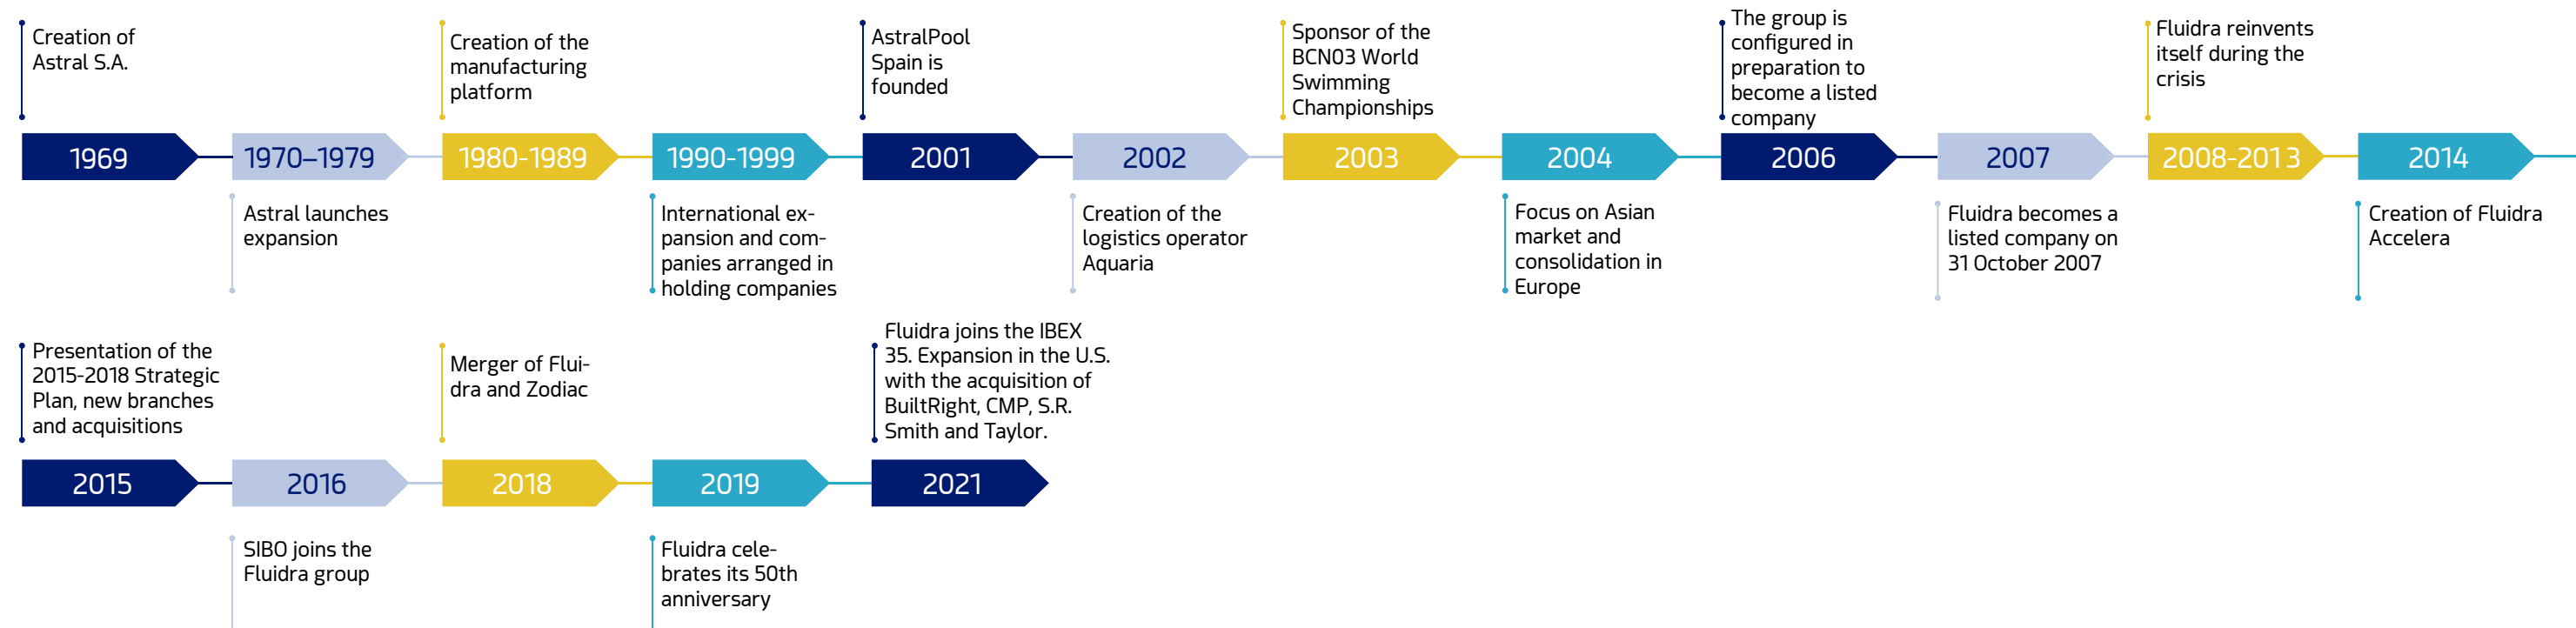 Creation of
Astral S.A.
Creation of the
manufacturing
platform
AstralPool
Spain is
founded
Sponsor of the
BCN03 World
Swimming
Championships
The group is
configured in
preparation to
become a listed
company
Fluidra reinvents
itself during the
crisis
1969
1970–1979
1980-1989
1990-1999
2001
2002
2003
2004
2006
2007
2008-2013
2014
Astral launches
expansion
International ex-
pansion and com-
panies arranged in
holding companies
Creation of the
logistics operator
Aquaria
Focus on Asian
market and
consolidation in
Europe
Fluidra becomes a
listed company on
31 October 2007
Creation of Fluidra
Accelera
Presentation of the
2015-2018 Strategic
Plan, new branches
and acquisitions
Merger of Flui-
dra and Zodiac
Fluidra joins the IBEX
35. Expansion in the U.S.
with the acquisition of
BuiltRight, CMP, S.R.
Smith and Taylor.
2015
2016
2018
2019
2021
SIBO joins the
Fluidra group
Fluidra cele-
brates its 50th
anniversary